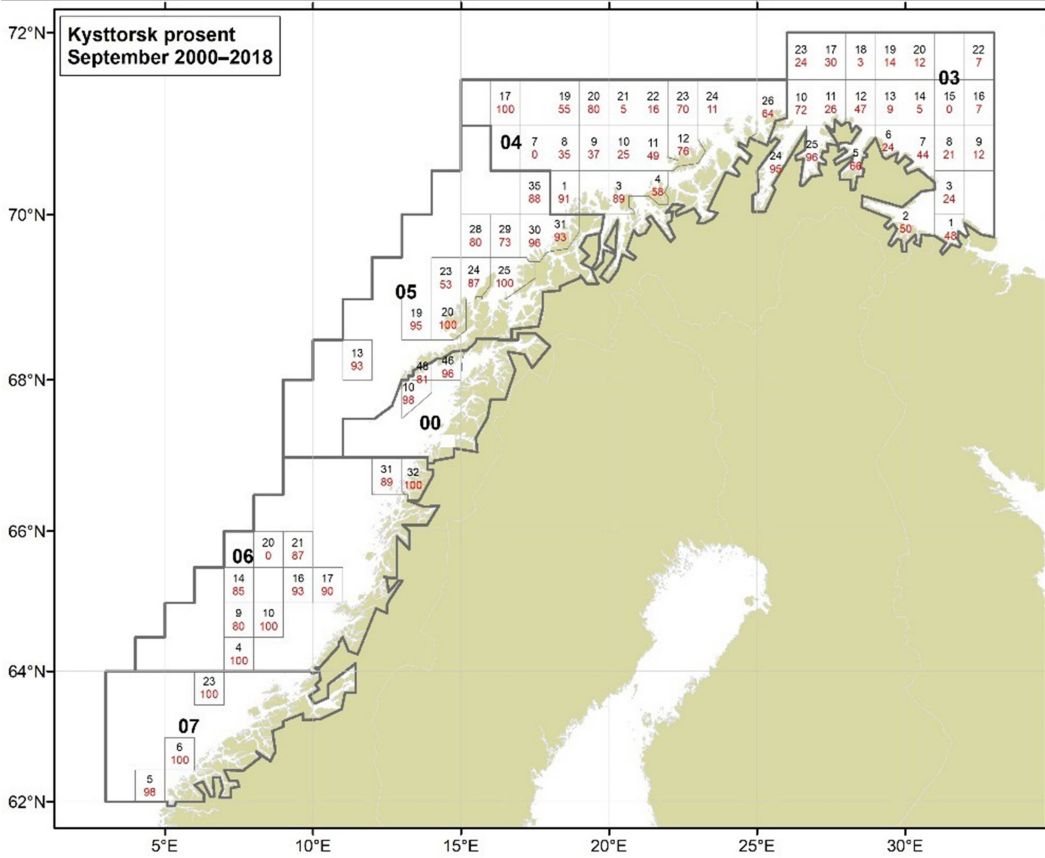 Kysttorsk prosent
September 2000–2018
72°N
70°N
68°N
66°N
64°N
62°N
5°E
10°E
15°E
20°E
25°E
30°E
03
23 17 18 19 20 22
24 30 3 14 12 7
10 11 12 13 14 15 16
72 26 47 9 5 0 7
26
64
24
95
25
96
5
66
6
24
7 8 9
44 21 12
3
24
2
50
1
48
04
17 19 20 21 22 23 24
100 55 80 5 16 70 11
7 8 9 10 11 12
0 35 37 25 49 76
35 1 3 4
88 91 89 58
05
28 29 30 31
80 73 96 93
23 24 25
53 87 100
19 20
95 100
13
93
00
48 46
81 96
10
98
06
31 32
89 100
20 21
0 87
14 16 17
85 93 90
9 10
80 100
4
100
07
23
100
6
100
5
98